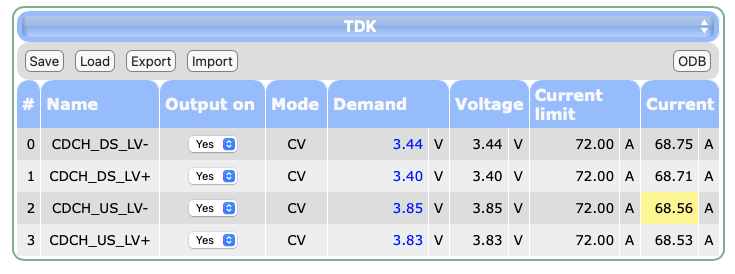 TDK
Save Load Export Import ODB
# Name Output on Mode Demand Voltage Current limit Current
0 CDCH_DS_LV- Yes CV 3.44 V 3.44 V 72.00 A 68.75 A
1 CDCH_DS_LV+ Yes CV 3.40 V 3.40 V 72.00 A 68.71 A
2 CDCH_US_LV- Yes CV 3.85 V 3.85 V 72.00 A 68.56 A
3 CDCH_US_LV+ Yes CV 3.83 V 3.83 V 72.00 A 68.53 A